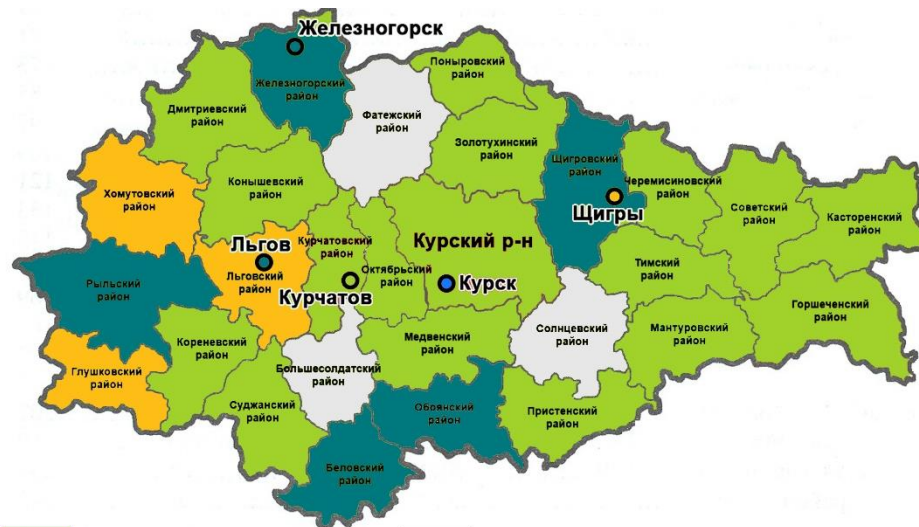 Железногорск
Железногорский
район
Поныровский
район
Дмитриевский
район
Фатежский
район
Золотухинский
район
Щигровский
район
Черемисиновский
район
Щигры
Советский
район
Касторенский
район
Хомутовский
район
Конышевский
район
Льгов
Льговский
район
Курчатовский
район
Курчатов
Октябрьский
район
Курский р-н
Курск
Тимский
район
Горшеченский
район
Рыльский
район
Кореневский
район
Глушковский
район
Большесолдатский
район
Медвенский
район
Солнцевский
район
Мантуровский
район
Суджанский
район
Обоянский
район
Пристенский
район
Беловский
район